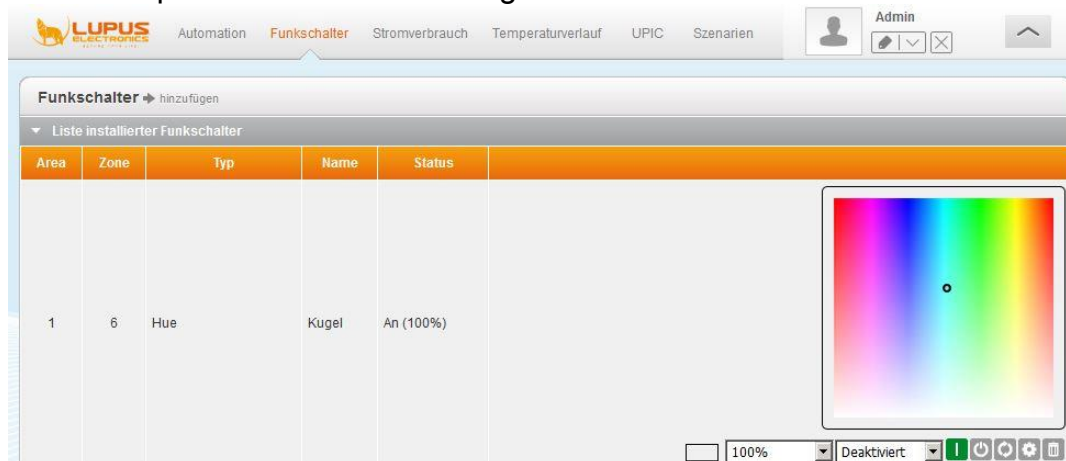 LUPUS
ELECTRONICS
Automation Funkschalter Stromverbrauch Temperaturverlauf UPIC Szenarien Admin
Funkschalter hinzufügen
Liste installierter Funkschalter
Area Zone Typ Name Status
1 6 Hue Kugel An (100%)
100% Deaktiviert